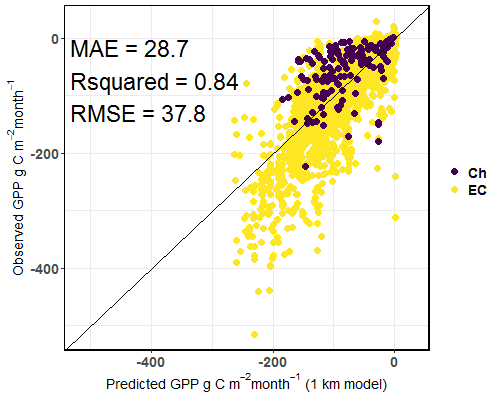 MAE = 28.7
Rsquared = 0.84
RMSE = 37.8
0
-200
-400
Observed GPP g C m⁻²month⁻¹
-400
-200
0
Predicted GPP g C m⁻²month⁻¹ (1 km model)
Ch
EC